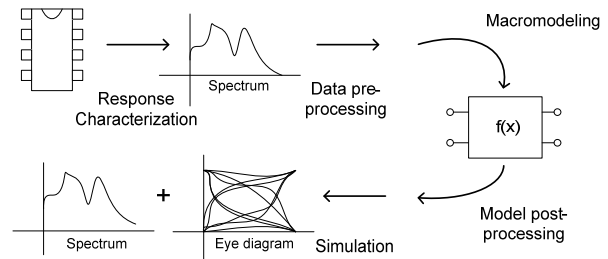 Macromodeling
Response
Characterization
Spectrum
Data pre-
processing
f(x)
Model post-
processing
Simulation
Spectrum
+
Eye diagram